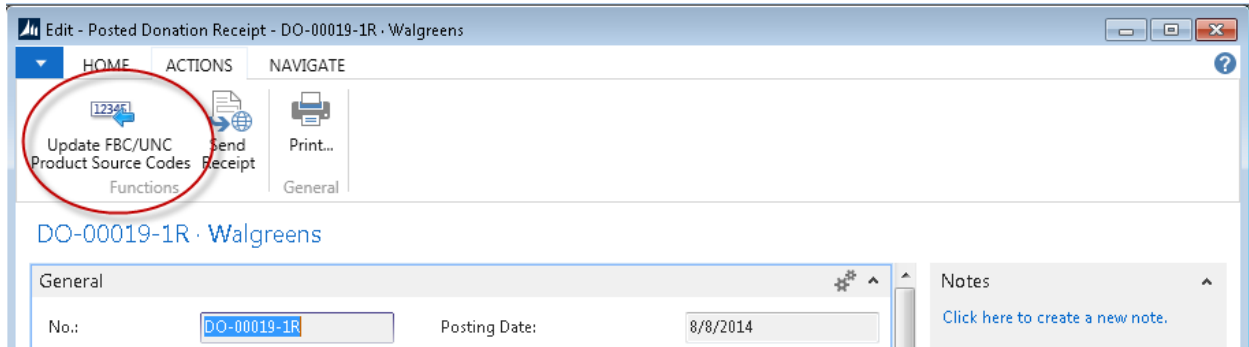 Edit - Posted Donation Receipt - DO-00019-1R · Walgreens
HOME ACTIONS NAVIGATE
12345
Update FBC/UNC
Product Source Codes
Send
Receipt
Print...
Functions
General
DO-00019-1R · Walgreens
General
Notes
No.: DO-00019-1R Posting Date: 8/8/2014
Click here to create a new note.